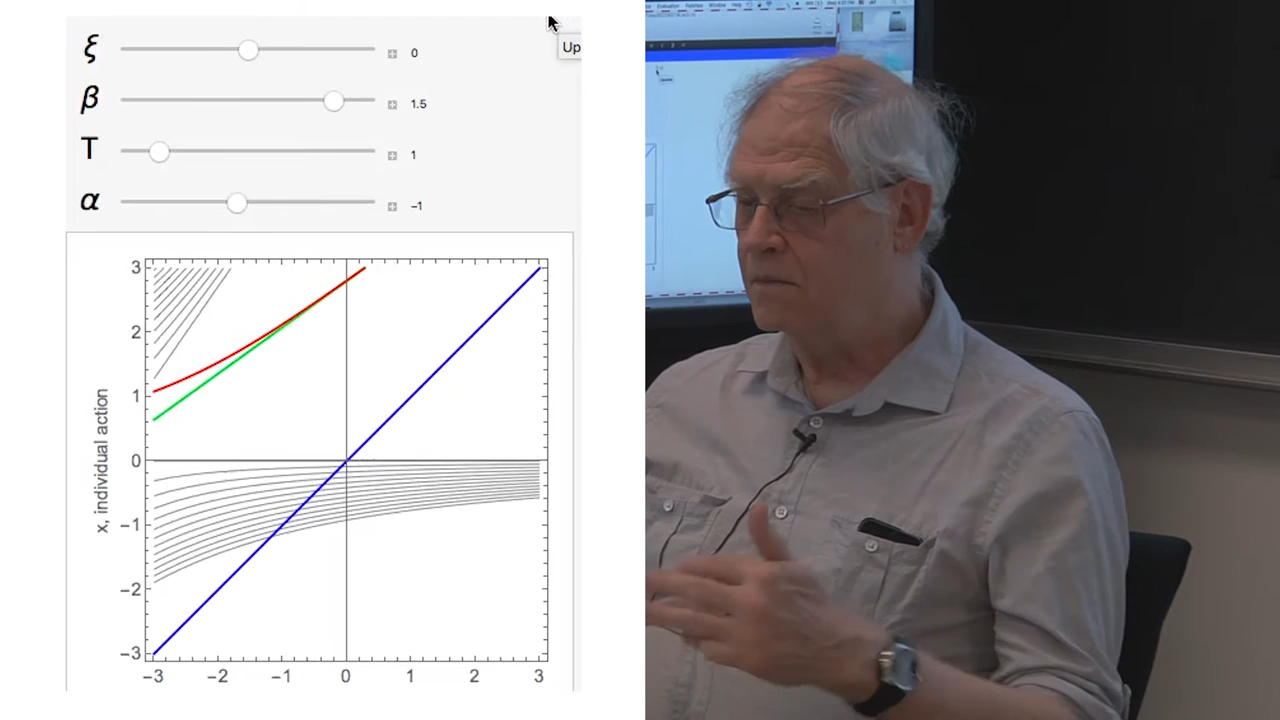 Up
ξ 0
β 1.5
T 1
α −1
3
2
1
0
−1
−2
−3
x, individual action
−3 −2 −1 0 1 2 3